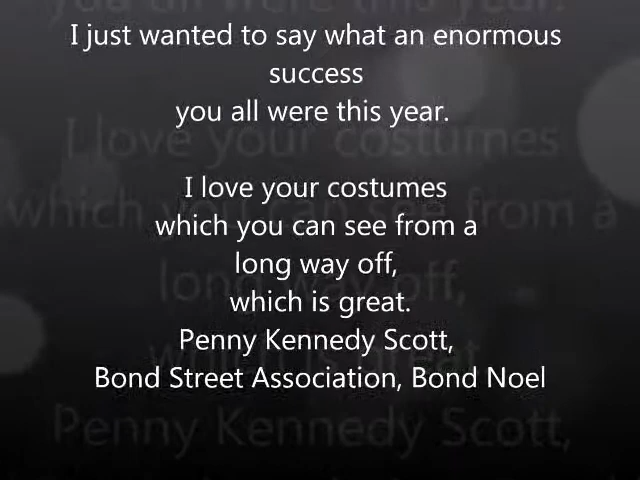 I just wanted to say what an enormous
success
you all were this year.
I love your costumes
which you can see from a
long way off,
which is great.
Penny Kennedy Scott,
Bond Street Association, Bond Noel